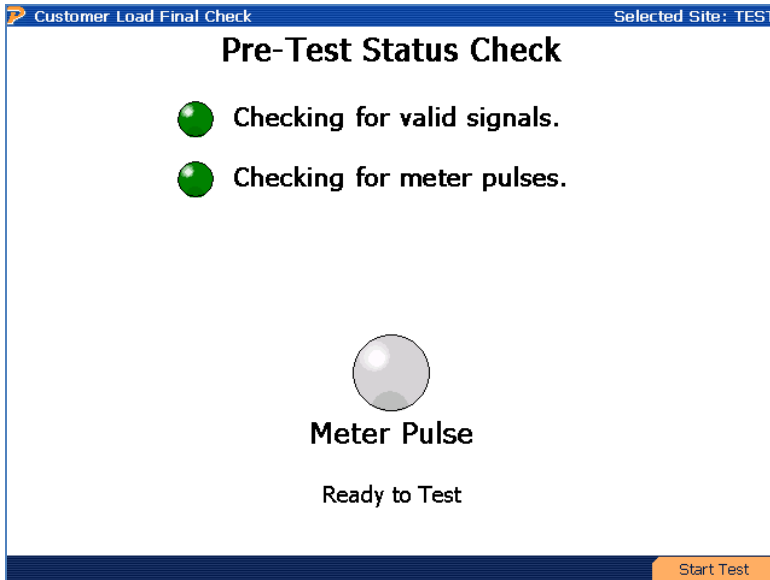 Customer Load Final Check
Selected Site: TEST
Pre-Test Status Check
Checking for valid signals.
Checking for meter pulses.
Meter Pulse
Ready to Test
Start Test